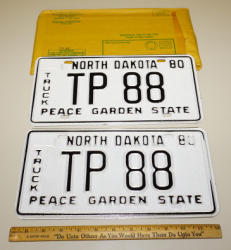 NORTH DAKOTA 80
TRUCK
TP 88
PEACE GARDEN STATE
NORTH DAKOTA 80
TRUCK
TP 88
PEACE GARDEN STATE
"Do Unto Others As You Would Have Them Do Unto You"